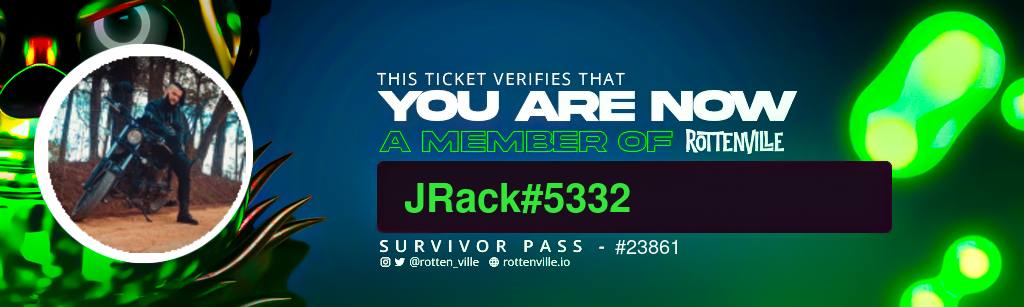 THIS TICKET VERIFIES THAT
YOU ARE NOW
A MEMBER OF ROTTENVILLE
JRack#5332
SURVIVOR PASS - #23861
@rotten_ville rottenville.io